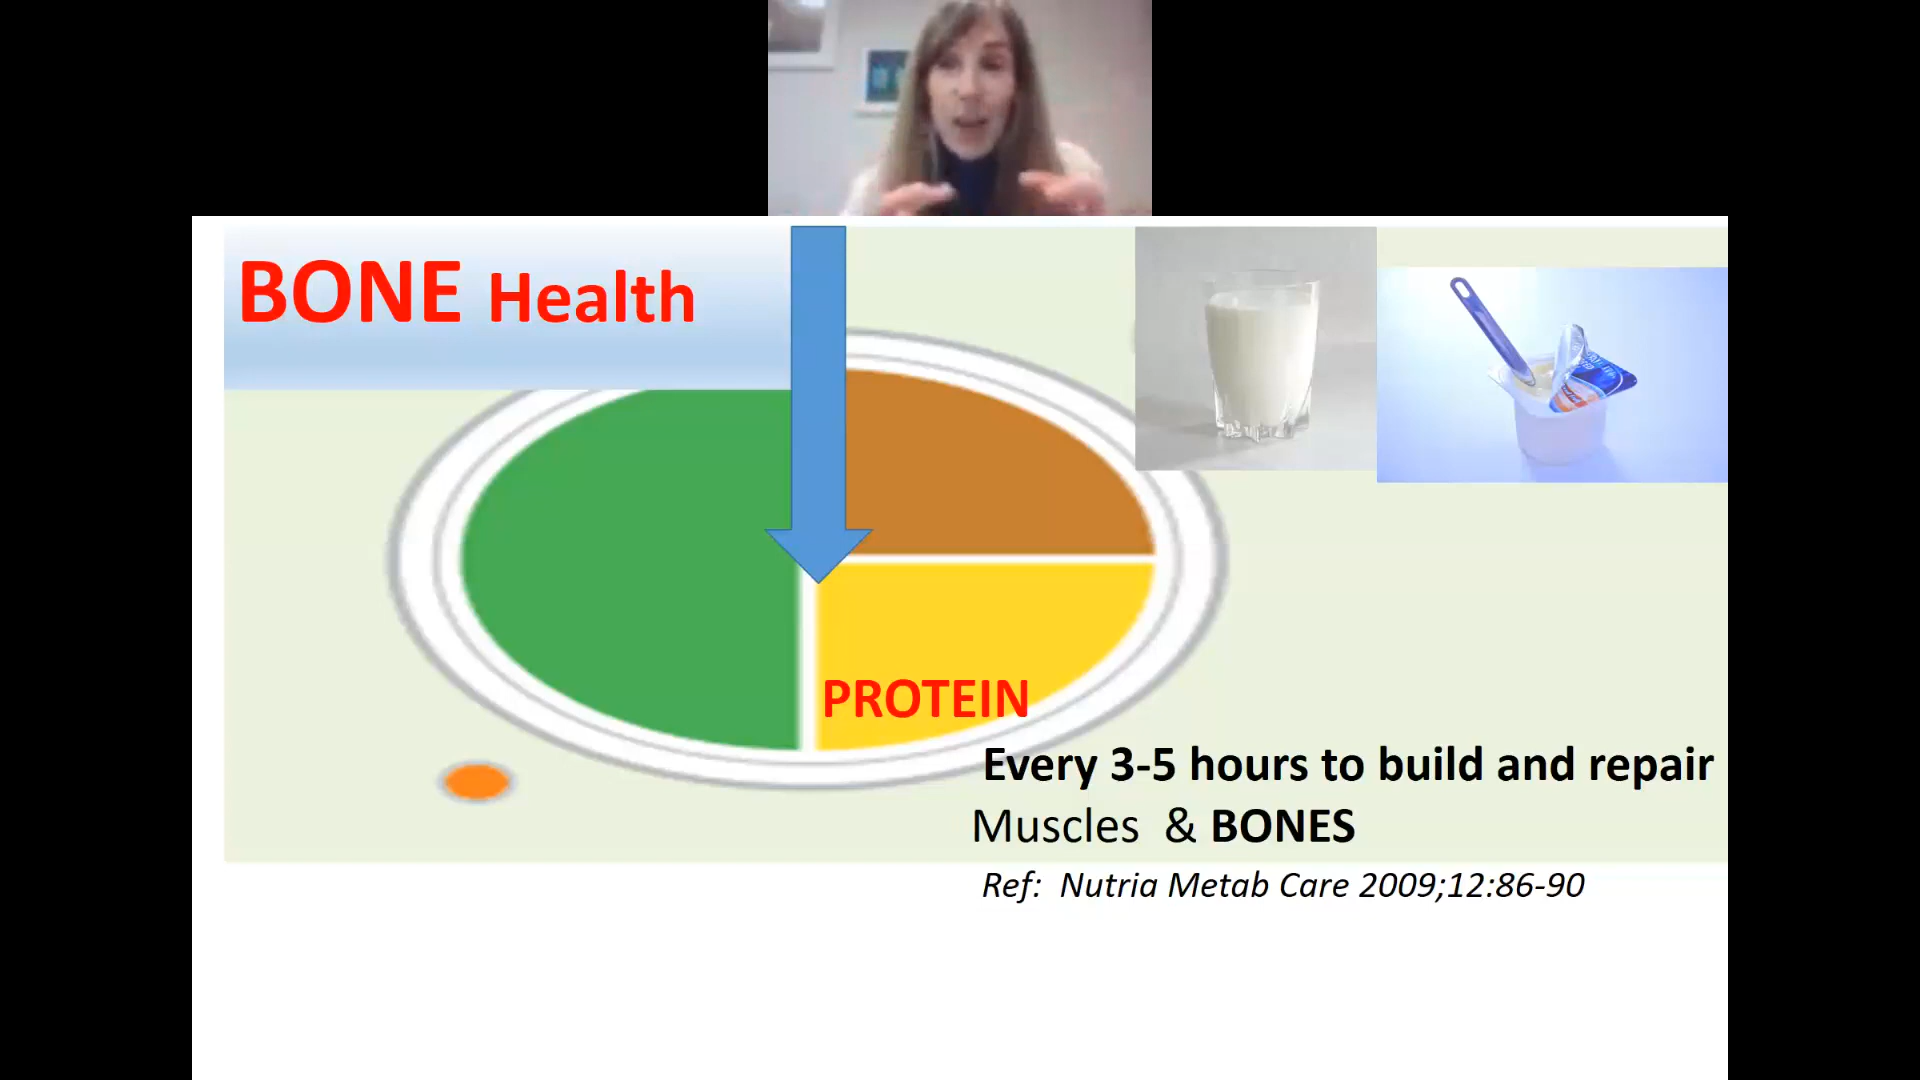 BONE Health
PROTEIN
Every 3-5 hours to build and repair
Muscles & BONES
Ref: Nutria Metab Care 2009;12:86-90